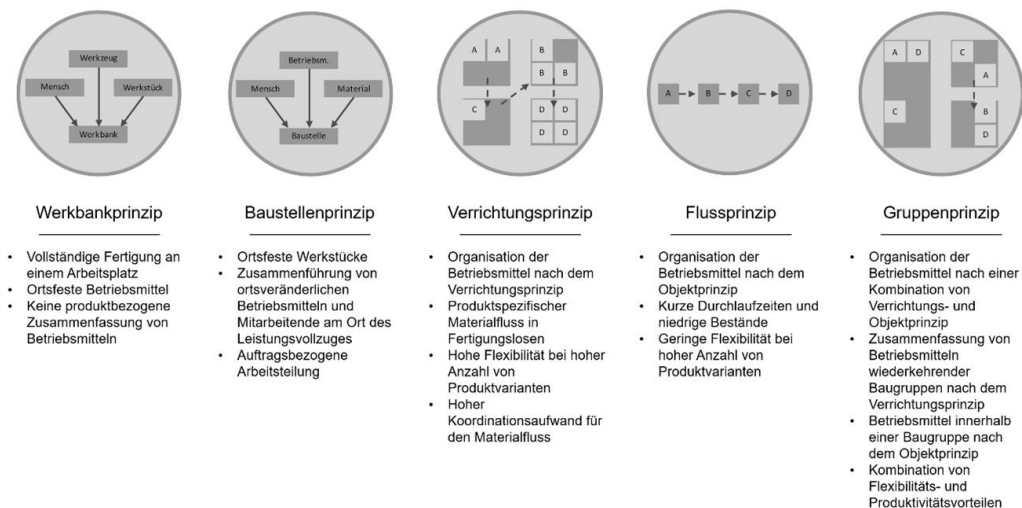 Werkzeug
Mensch
Werkstück
Werkbank
Betriebsm.
Mensch
Material
Baustelle
A A
B
B B
C
D D
D D
A B C D
A D
C
C
A
B
D
Werkbankprinzip
• Vollständige Fertigung an
einem Arbeitsplatz
• Ortsfeste Betriebsmittel
• Keine produktbezogene
Zusammenfassung von
Betriebsmitteln
Baustellenprinzip
• Ortsfeste Werkstücke
• Zusammenführung von
ortsveränderlichen
Betriebsmitteln und
Mitarbeitende am Ort des
Leistungsvollzuges
• Auftragsbezogene
Arbeitsteilung
Verrichtungsprinzip
• Organisation der
Betriebsmittel nach dem
Verrichtungsprinzip
• Produktspezifischer
Materialfluss in
Fertigungslosen
• Hohe Flexibilität bei hoher
Anzahl von
Produktvarianten
• Hoher
Koordinationsaufwand für
den Materialfluss
Flussprinzip
• Organisation der
Betriebsmittel nach dem
Objektprinzip
• Kurze Durchlaufzeiten und
niedrige Bestände
• Geringe Flexibilität bei
hoher Anzahl von
Produktvarianten
Gruppenprinzip
• Organisation der
Betriebsmittel nach einer
Kombination von
Verrichtungs- und
Objektprinzip
• Zusammenfassung von
Betriebsmitteln
wiederkehrender
Baugruppen nach dem
Verrichtungsprinzip
• Betriebsmittel innerhalb
einer Baugruppe nach
dem Objektprinzip
• Kombination von
Flexibilitäts- und
Produktivitätsvorteilen